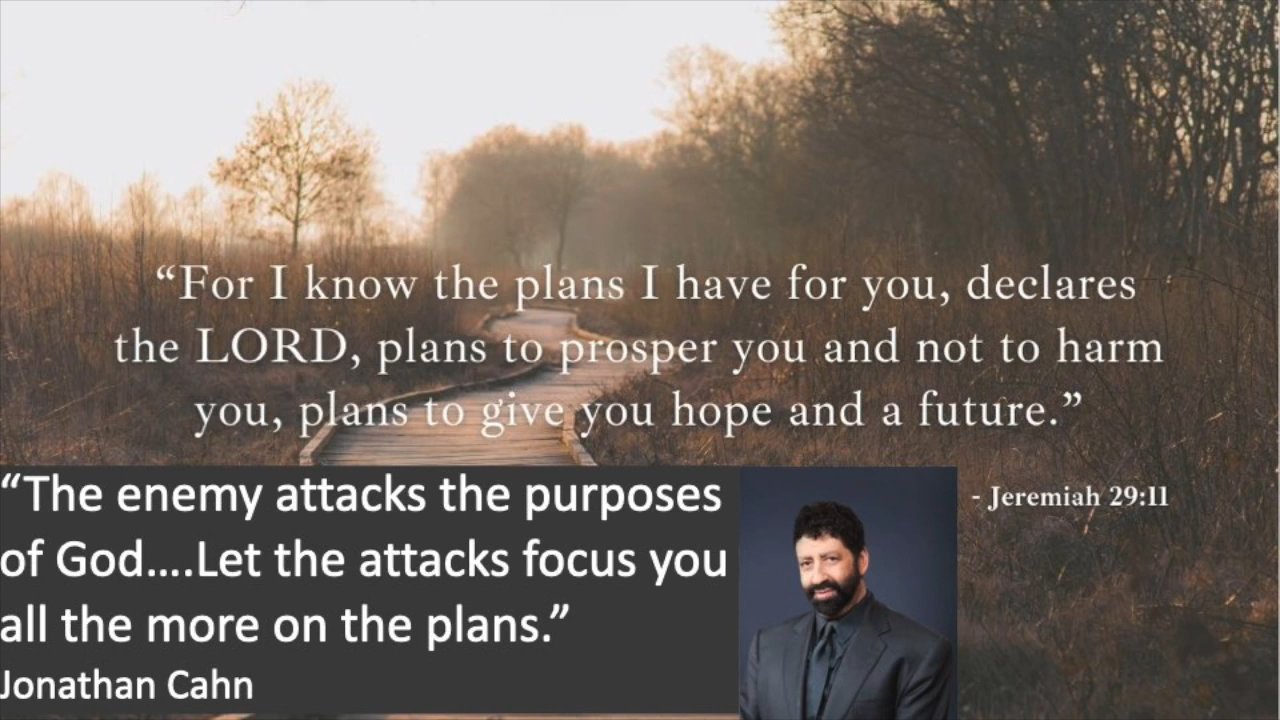 “For I know the plans I have for you, declares
the LORD, plans to prosper you and not to harm
you, plans to give you hope and a future.”
- Jeremiah 29:11
“The enemy attacks the purposes
of God....Let the attacks focus you
all the more on the plans.”
Jonathan Cahn